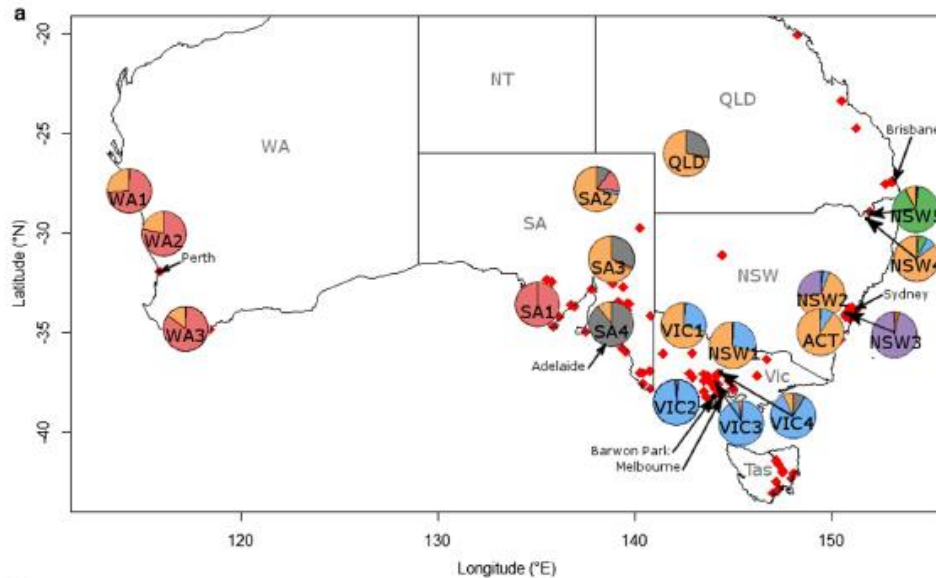 a
-20
-25
-30
-35
-40
Latitude (°N)
120
130
140
150
Longitude (°E)
NT
QLD
WA
SA
NSW
Vic
Tas
Brisbane
QLD
WA1
SA2
NSW5
WA2
Perth
SA3
NSW4
NSW2
Sydney
WA3
SA1
SA4
VIC1
NSW1
ACT
NSW3
Adelaide
VIC2
VIC3
VIC4
Barwon Park
Melbourne